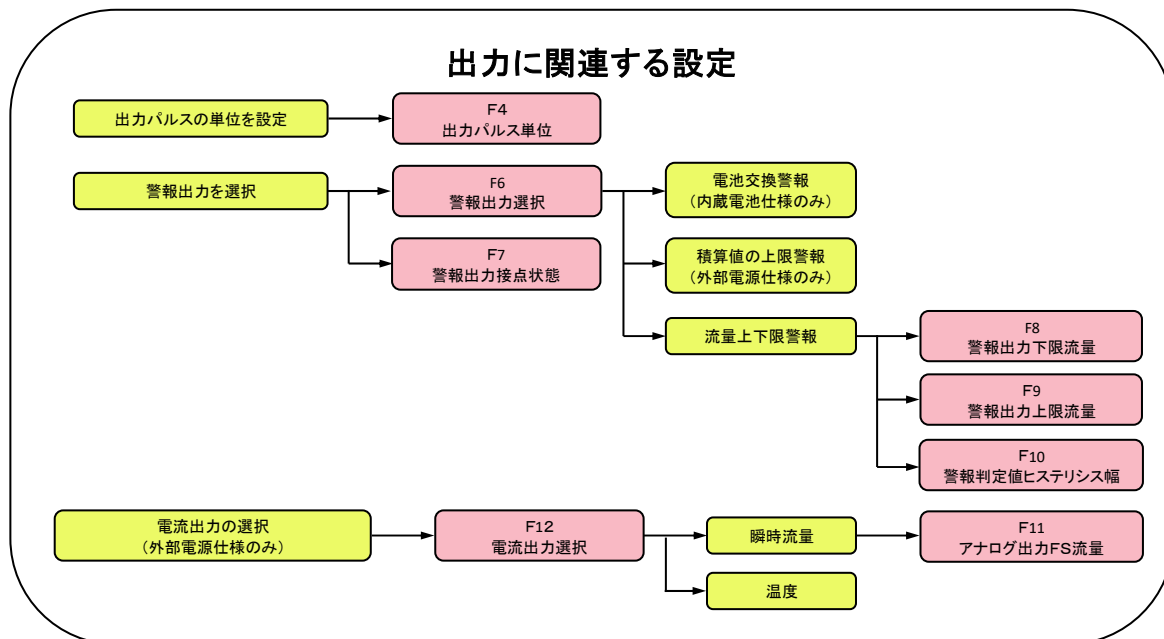 出力に関連する設定
出力パルスの単位を設定
F4
出力パルス単位
警報出力を選択
F6
警報出力選択
電池交換警報
(内蔵電池仕様のみ)
F7
警報出力接点状態
積算値の上限警報
(外部電源仕様のみ)
流量上下限警報
F8
警報出力下限流量
F9
警報出力上限流量
F10
警報判定値ヒステリシス幅
電流出力の選択
(外部電源仕様のみ)
F12
電流出力選択
瞬時流量
F11
アナログ出力FS流量
温度